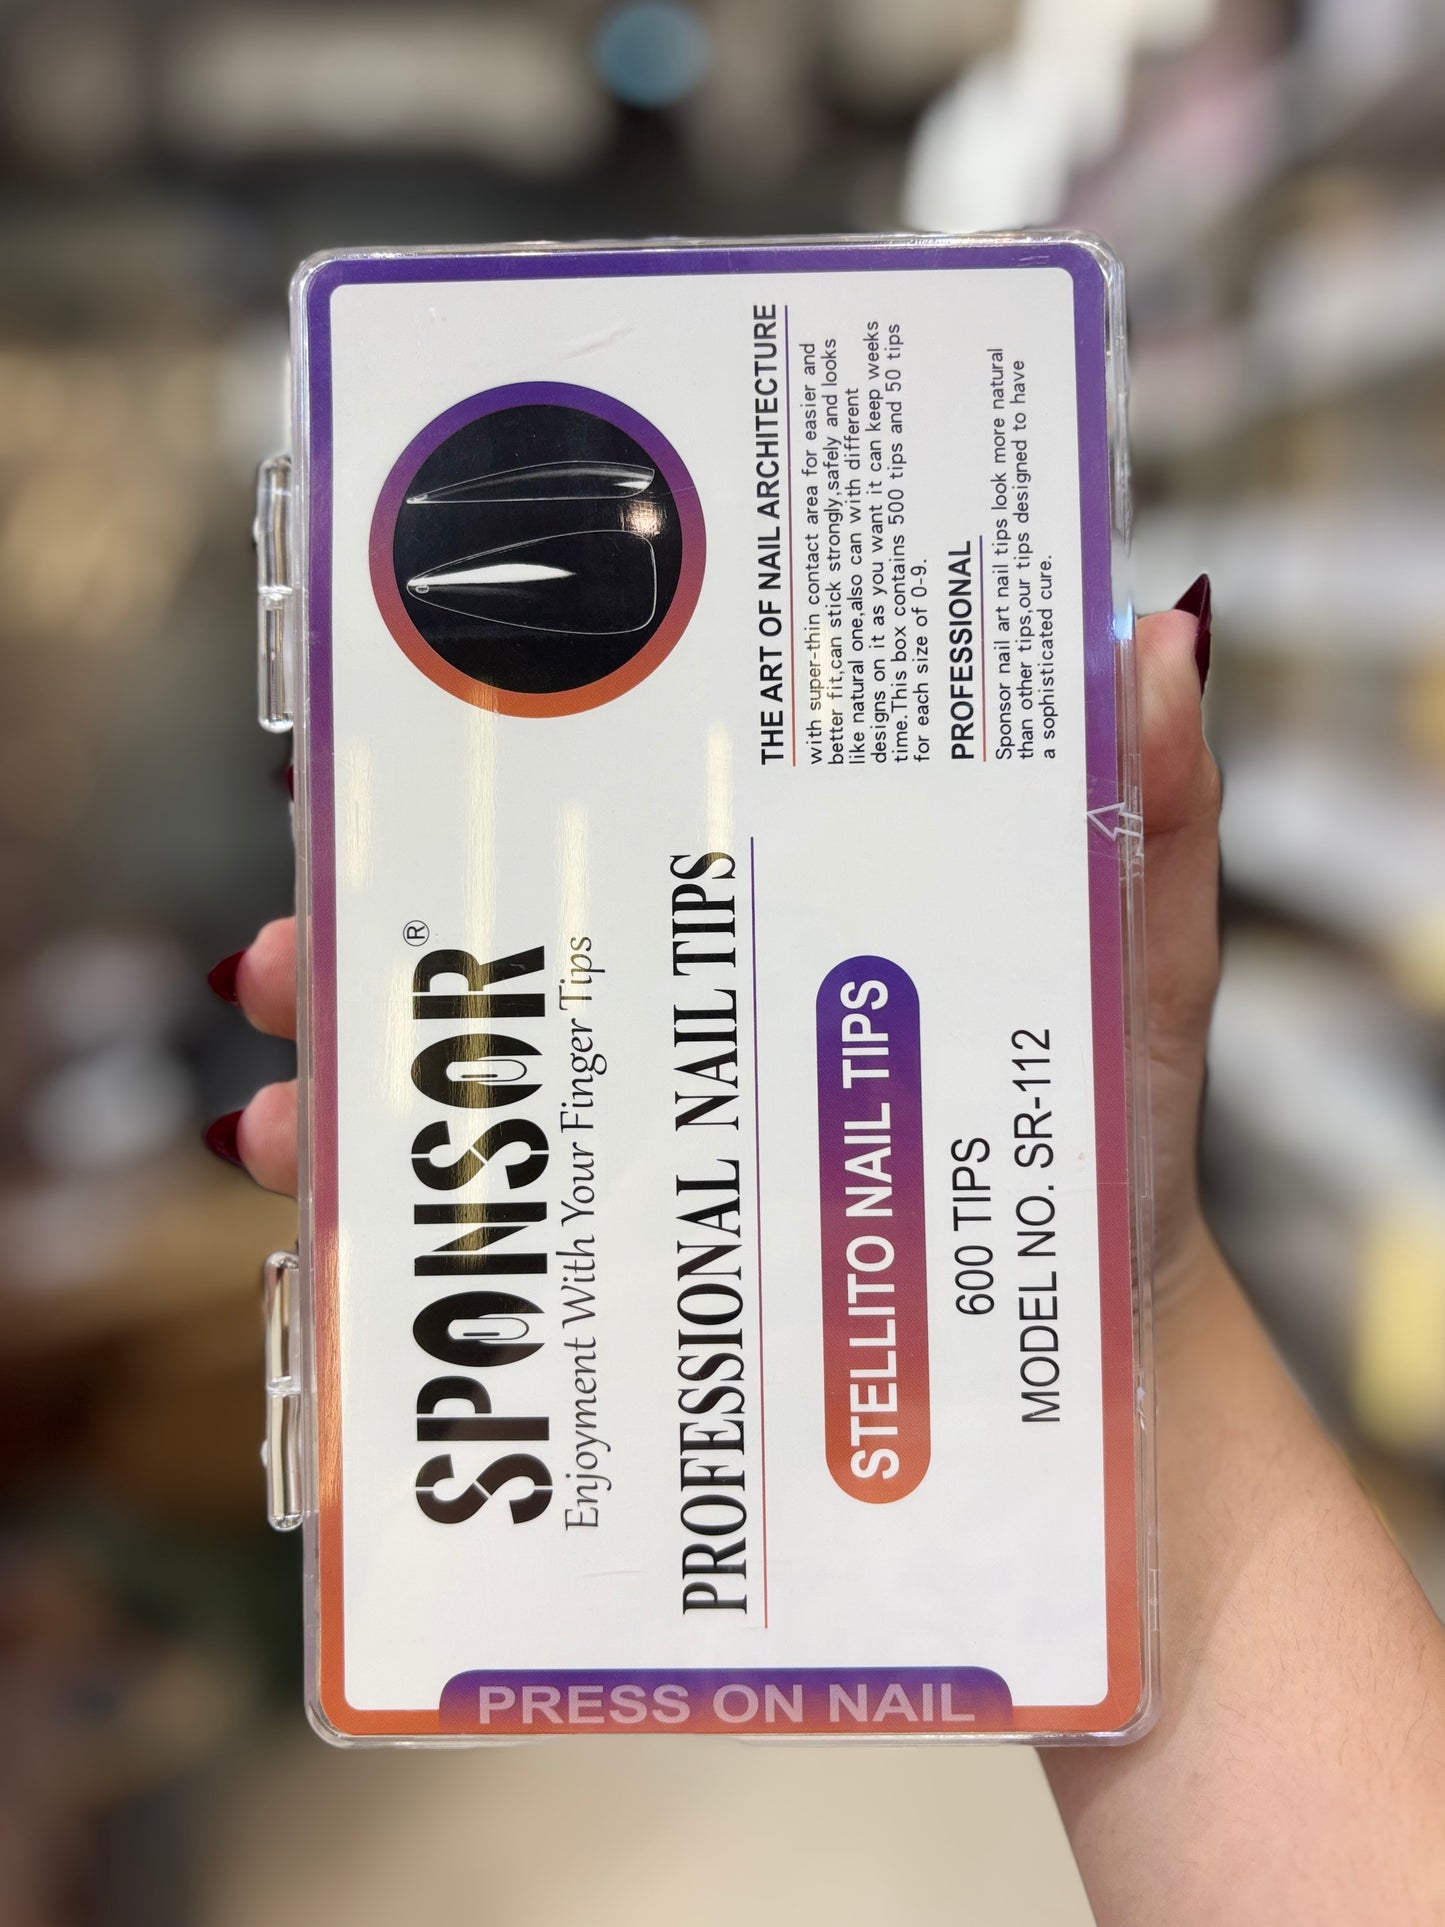 SPONSOR®
Enjoyment With Your Finger Tips
PROFESSIONAL NAIL TIPS
STELLITO NAIL TIPS
600 TIPS
MODEL NO. SR-112
THE ART OF NAIL ARCHITECTURE
with super-thin contact area for easier and
better fit,can stick strongly,safely and looks
like natural one,also can with different
designs on it as you want it can keep weeks
time.This box contains 500 tips and 50 tips
for each size of 0-9.
PROFESSIONAL
Sponsor nail art nail tips look more natural
than other tips,our tips designed to have
a sophisticated cure.
PRESS ON NAIL